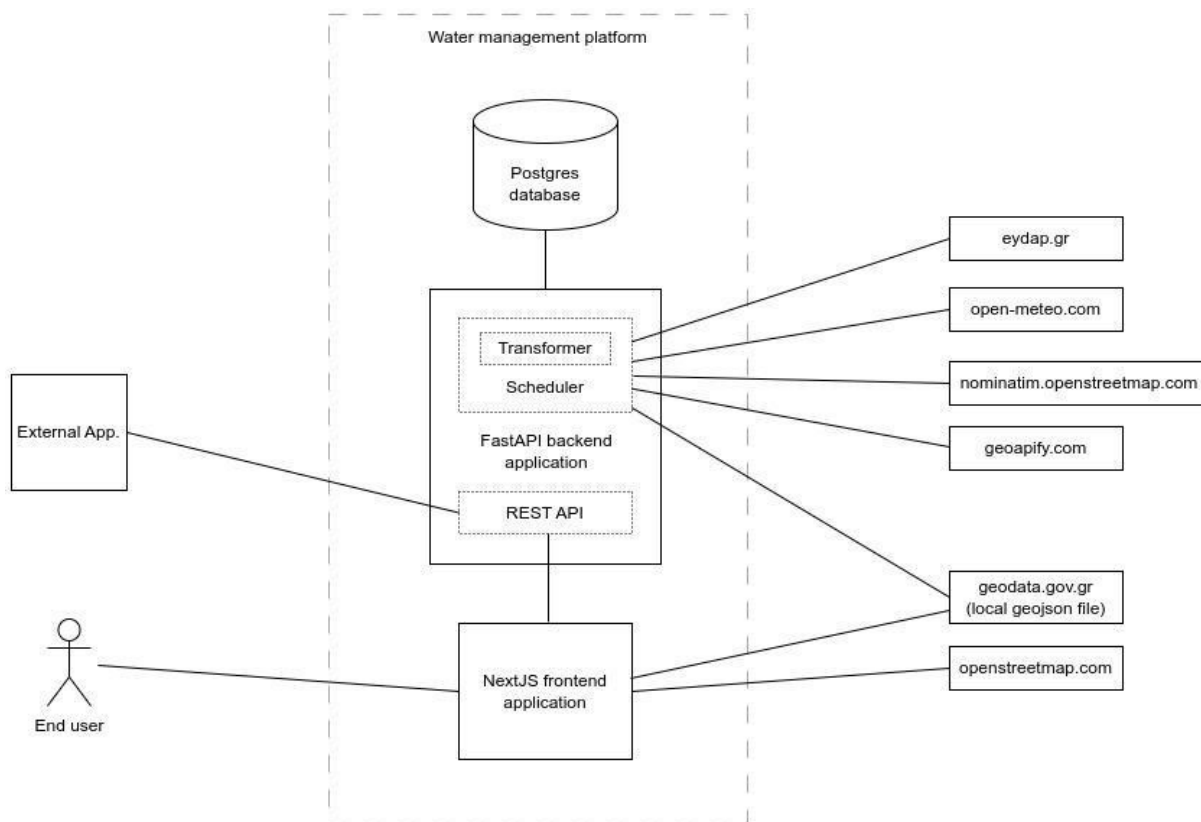 Water management platform
Postgres
database
eydap.gr
open-meteo.com
Transformer
Scheduler
nominatim.openstreetmap.com
External App.
FastAPI backend
application
geoapify.com
REST API
geodata.gov.gr
(local geojson file)
NextJS frontend
application
openstreetmap.com
End user